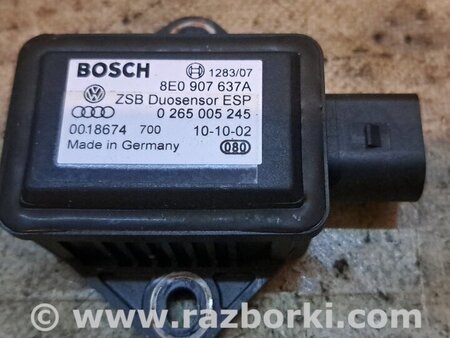 BOSCH 1283/07
8E0 907 637A
ZSB Duosensor ESP
0 265 005 245
0018674 700 10-10-02
Made in Germany 080
© www.razborki.com